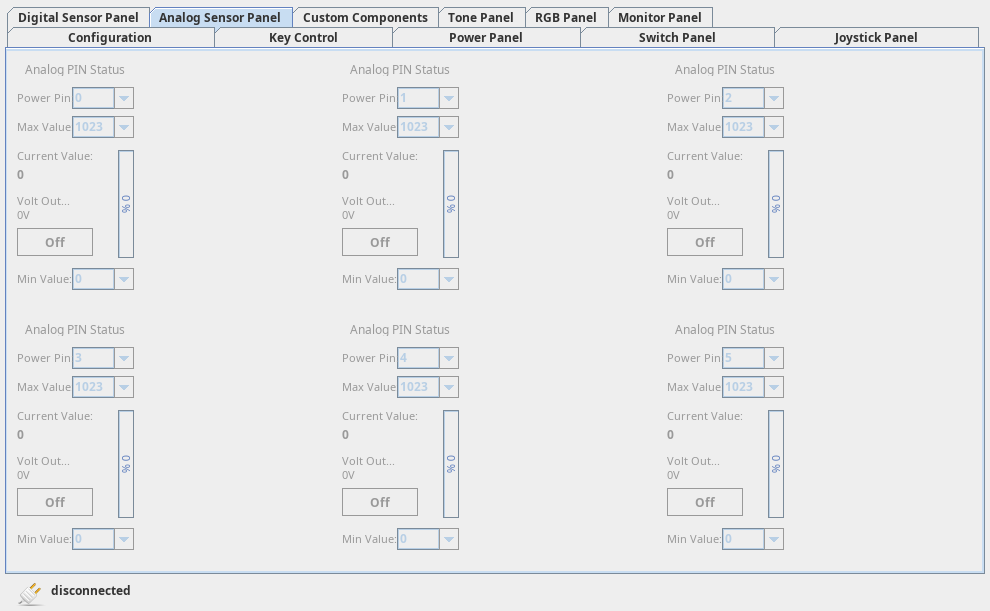 Digital Sensor Panel Analog Sensor Panel Custom Components Tone Panel RGB Panel Monitor Panel
Configuration Key Control Power Panel Switch Panel Joystick Panel
Analog PIN Status Analog PIN Status Analog PIN Status
Power Pin 0 Power Pin 1 Power Pin 2
Max Value 1023 Max Value 1023 Max Value 1023
Current Value: Current Value: Current Value:
0 0 0
0 % 0 % 0 %
Volt Out... Volt Out... Volt Out...
0V 0V 0V
Off Off Off
Min Value: 0 Min Value: 0 Min Value: 0
Analog PIN Status Analog PIN Status Analog PIN Status
Power Pin 3 Power Pin 4 Power Pin 5
Max Value 1023 Max Value 1023 Max Value 1023
Current Value: Current Value: Current Value:
0 0 0
0 % 0 % 0 %
Volt Out... Volt Out... Volt Out...
0V 0V 0V
Off Off Off
Min Value: 0 Min Value: 0 Min Value: 0
disconnected